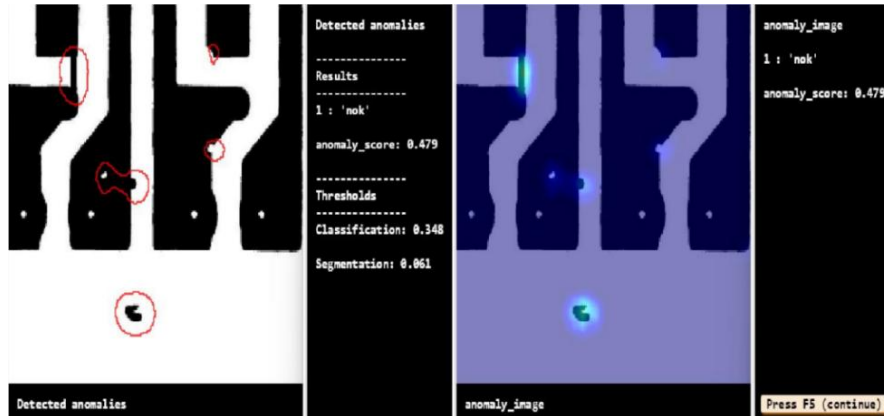 Detected anomalies
---------------
Results
---------------
1 : 'nok'
anomaly_score: 0.479
---------------
Thresholds
---------------
Classification: 0.348
Segmentation: 0.061
Detected anomalies
anomaly_image
1 : 'nok'
anomaly_score: 0.479
anomaly_image
Press F5 (continue)